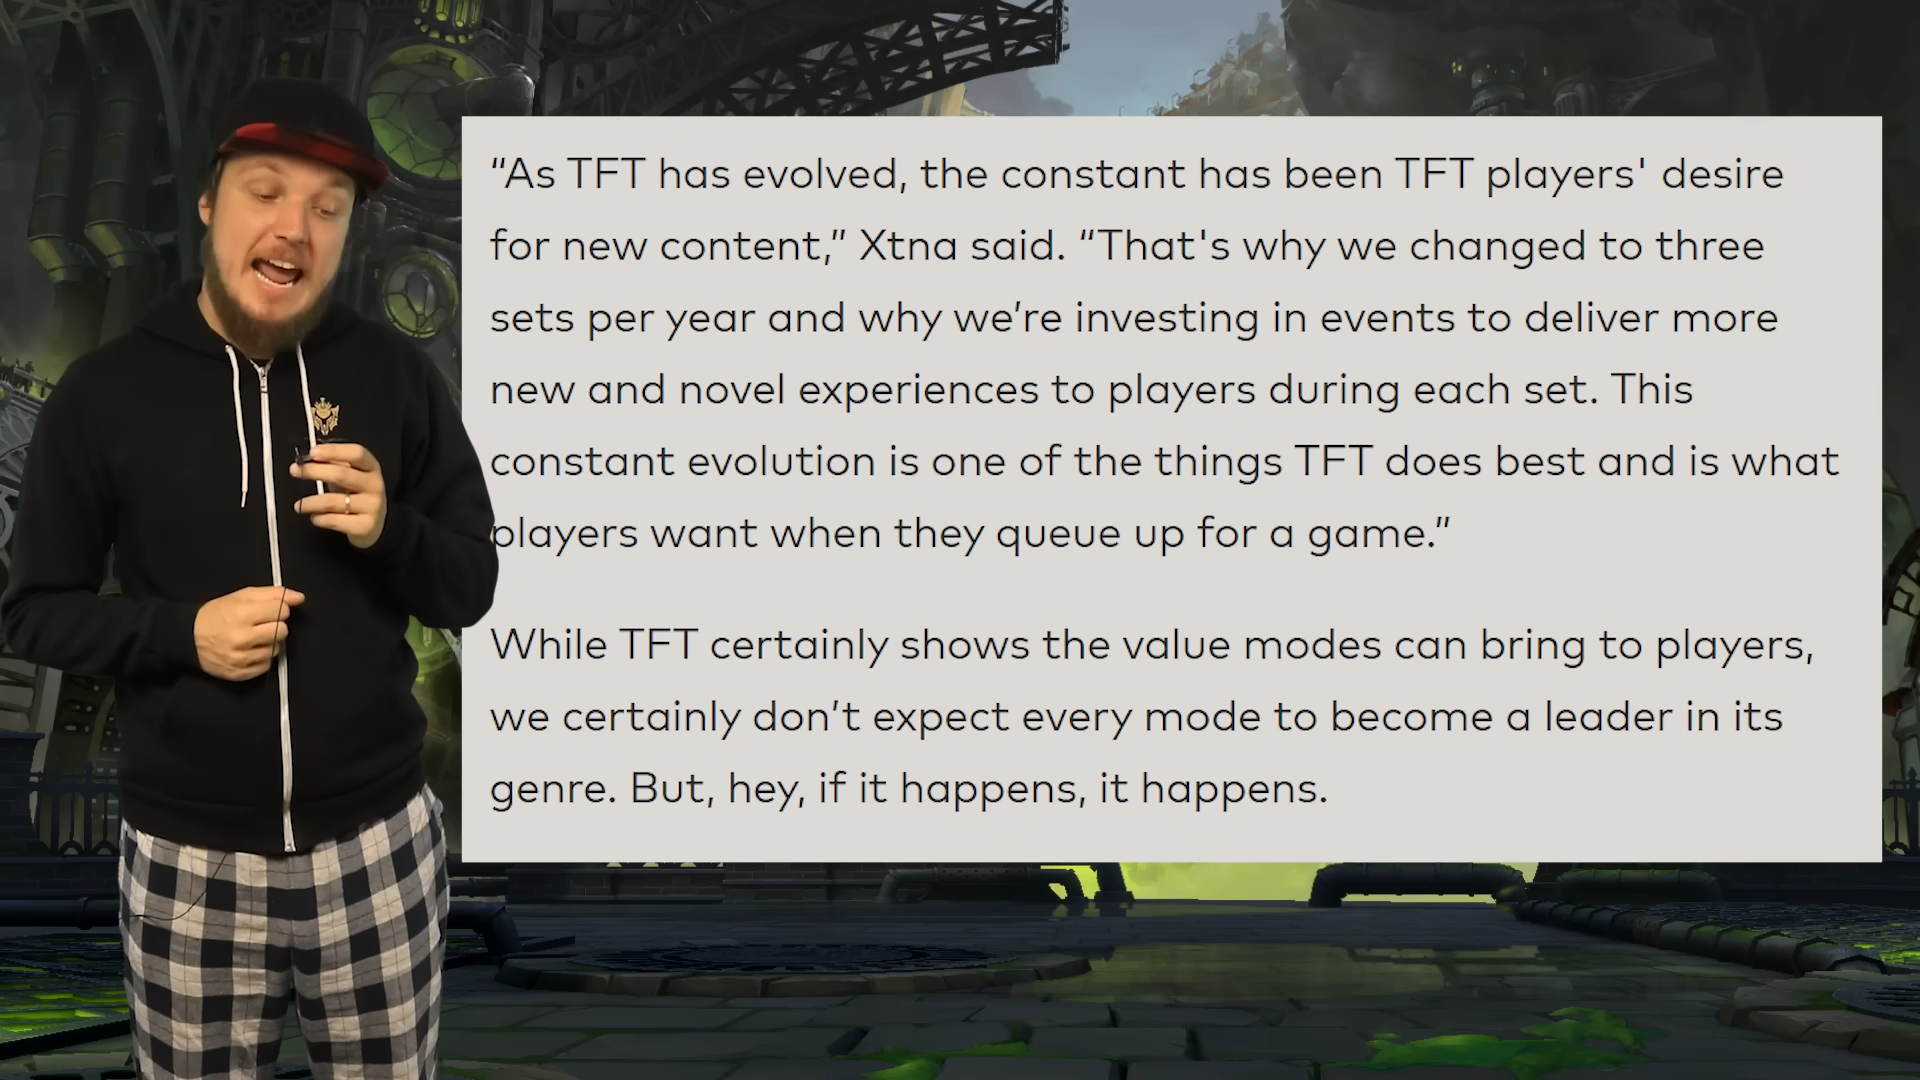 “As TFT has evolved, the constant has been TFT players' desire
for new content,” Xtna said. “That's why we changed to three
sets per year and why we’re investing in events to deliver more
new and novel experiences to players during each set. This
constant evolution is one of the things TFT does best and is what
players want when they queue up for a game.”
While TFT certainly shows the value modes can bring to players,
we certainly don’t expect every mode to become a leader in its
genre. But, hey, if it happens, it happens.